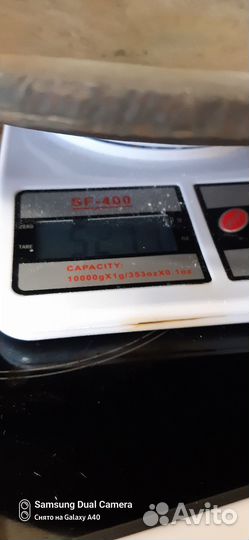 SF-400
ZERO
TARE
CAPACITY:
10000gX1g/353ozX0.1oz
Samsung Dual Camera
Снято на Galaxy A40
Avito